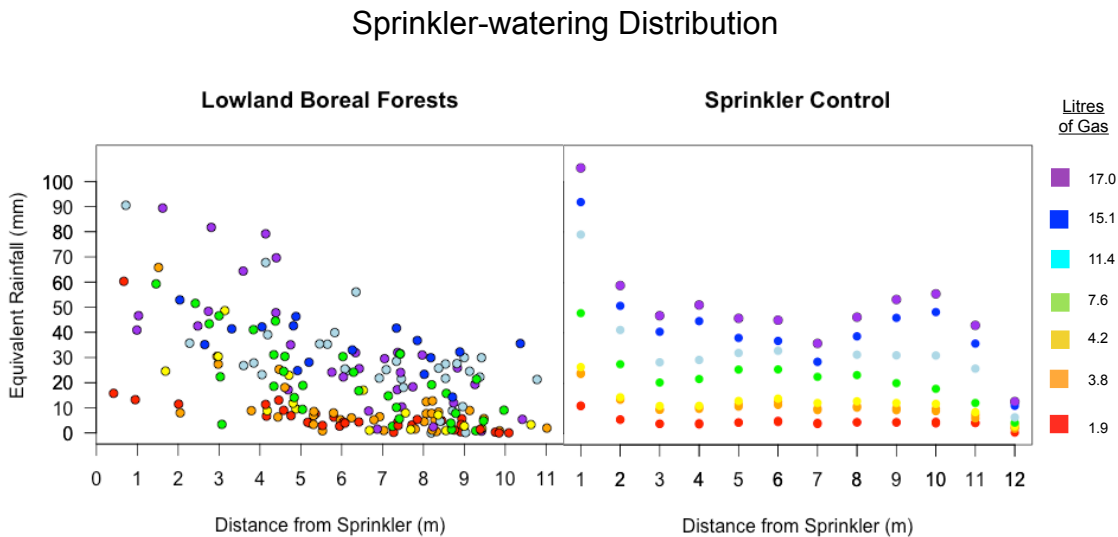 Sprinkler-watering Distribution
Lowland Boreal Forests
Sprinkler Control
Litres
of Gas
Equivalent Rainfall (mm)
100
90
80
70
60
50
40
30
20
10
0
0 1 2 3 4 5 6 7 8 9 10 11
1 2 3 4 5 6 7 8 9 10 11 12
Distance from Sprinkler (m)
Distance from Sprinkler (m)
17.0
15.1
11.4
7.6
4.2
3.8
1.9